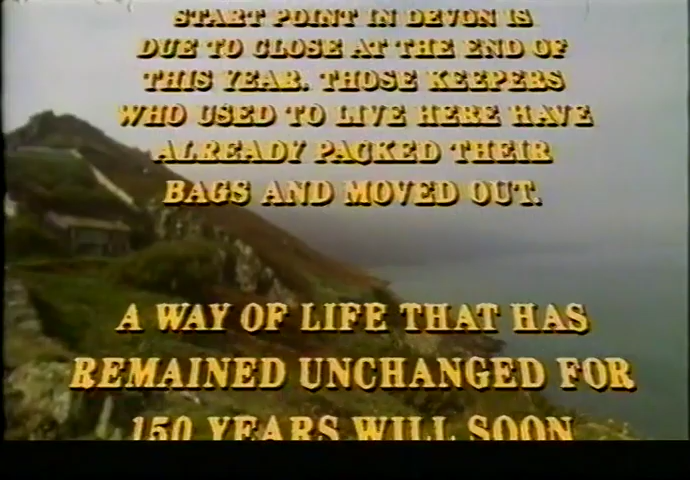 START POINT IN DEVON IS
DUE TO CLOSE AT THE END OF
THIS YEAR. THOSE KEEPERS
WHO USED TO LIVE HERE HAVE
ALREADY PACKED THEIR
BAGS AND MOVED OUT.
A WAY OF LIFE THAT HAS
REMAINED UNCHANGED FOR
150 YEARS WILL SOON